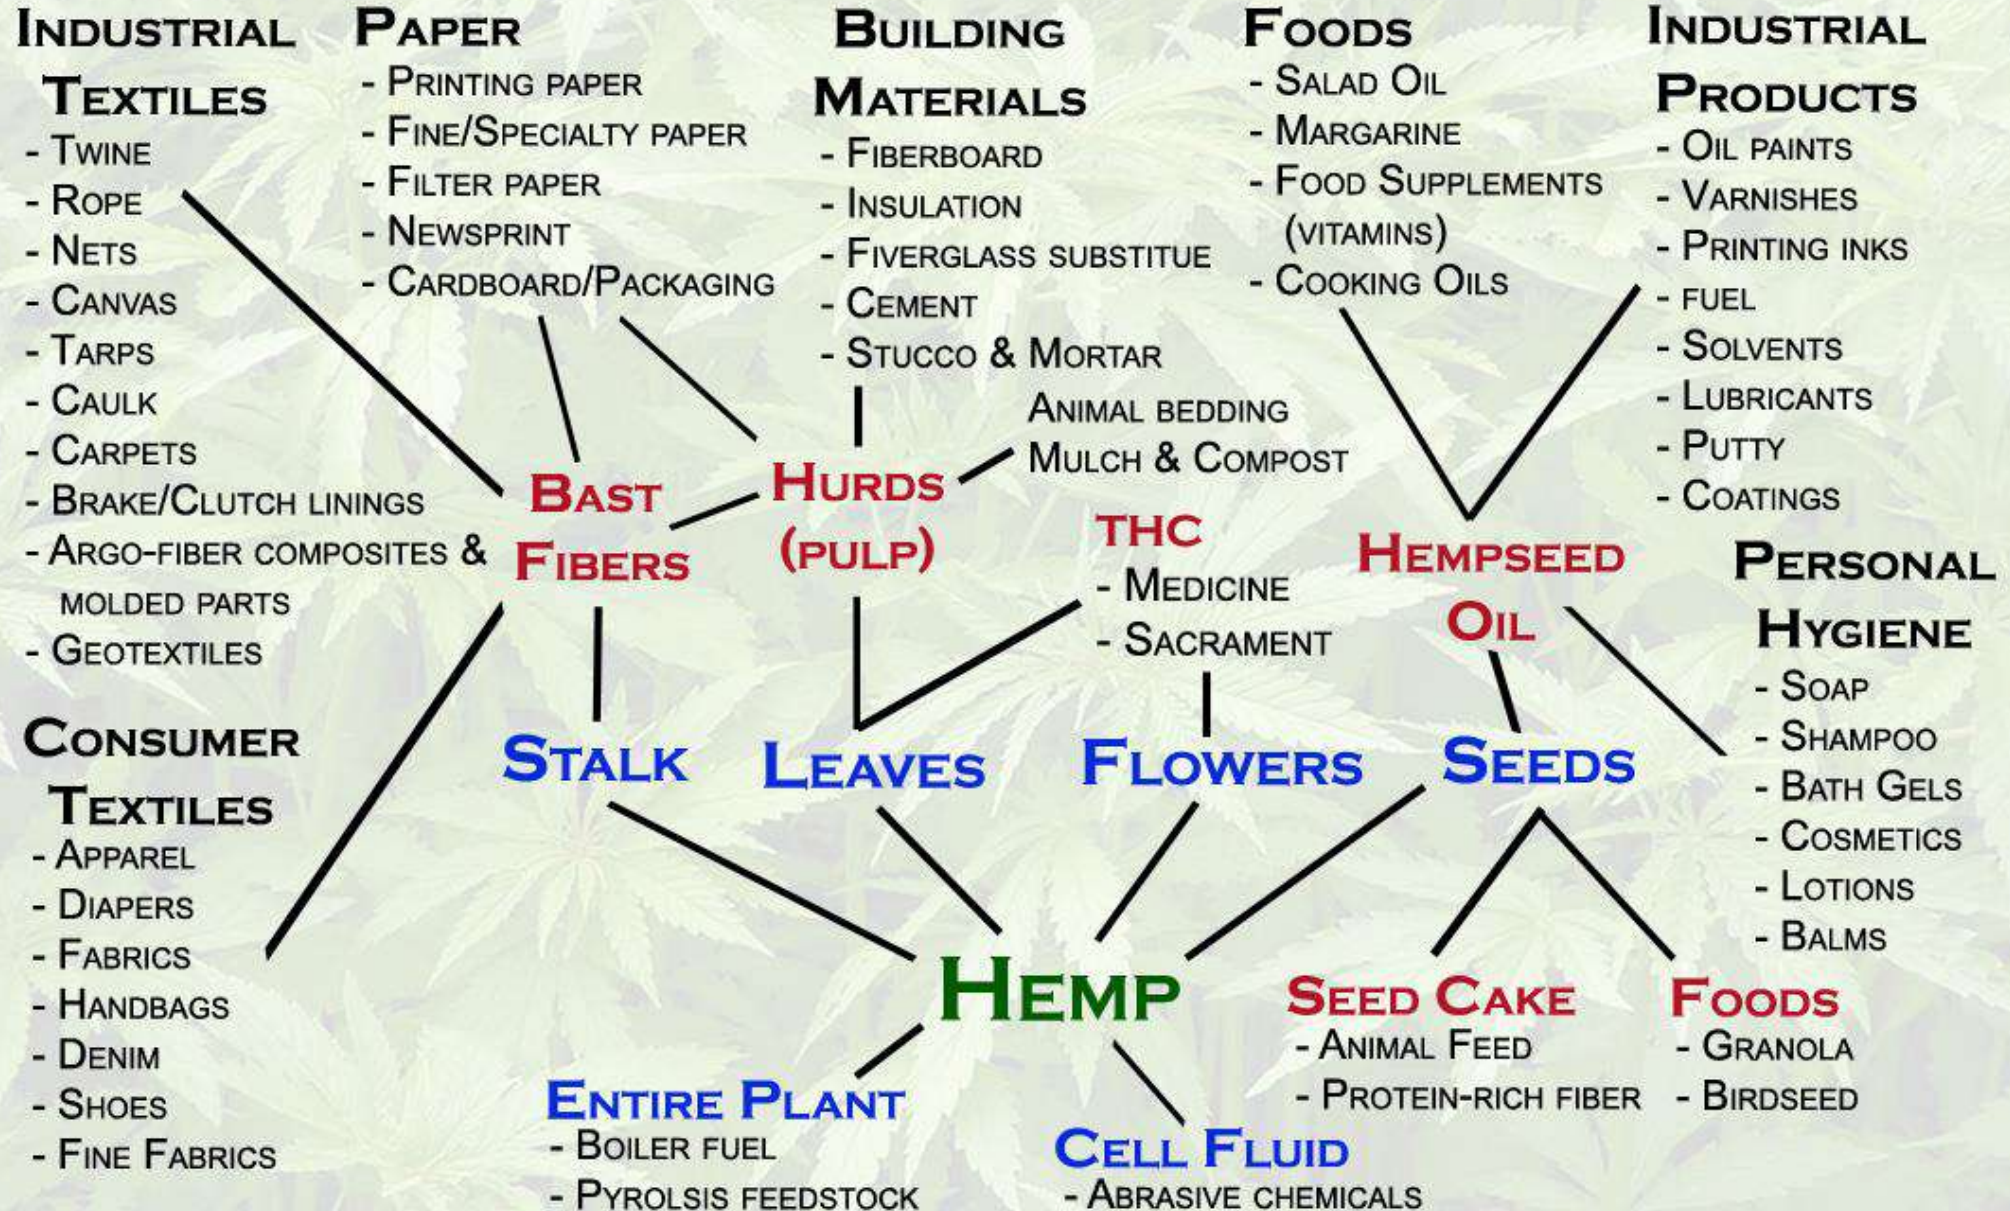 Industrial
Textiles
- Twine
- Rope
- Nets
- Canvas
- Tarps
- Caulk
- Carpets
- Brake/Clutch linings
- Argo-fiber composites &
molded parts
- Geotextiles
Paper
- Printing paper
- Fine/Specialty paper
- Filter paper
- Newsprint
- Cardboard/Packaging
Building
Materials
- Fiberboard
- Insulation
- Fiverglass substitue
- Cement
- Stucco & Mortar
Animal bedding
Mulch & Compost
Foods
- Salad Oil
- Margarine
- Food Supplements
(vitamins)
- Cooking Oils
Industrial
Products
- Oil paints
- Varnishes
- Printing inks
- fuel
- Solvents
- Lubricants
- Putty
- Coatings
Bast
Fibers
Hurds
(pulp)
THC
- Medicine
- Sacrament
Hempseed
Oil
Personal
Hygiene
- Soap
- Shampoo
- Bath Gels
- Cosmetics
- Lotions
- Balms
Consumer
Textiles
- Apparel
- Diapers
- Fabrics
- Handbags
- Denim
- Shoes
- Fine Fabrics
Stalk
Leaves
Flowers
Seeds
Hemp
Seed Cake
- Animal Feed
- Protein-rich fiber
Foods
- Granola
- Birdseed
Entire Plant
- Boiler fuel
- Pyrolsis feedstock
Cell Fluid
- Abrasive chemicals